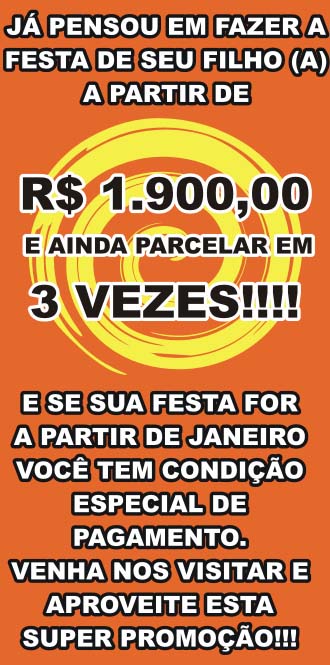 JÁ PENSOU EM FAZER A
FESTA DE SEU FILHO (A)
A PARTIR DE
R$ 1.900,00
E AINDA PARCELAR EM
3 VEZES!!!!
E SE SUA FESTA FOR
A PARTIR DE JANEIRO
VOCÊ TEM CONDIÇÃO
ESPECIAL DE
PAGAMENTO.
VENHA NOS VISITAR E
APROVEITE ESTA
SUPER PROMOÇÃO!!!